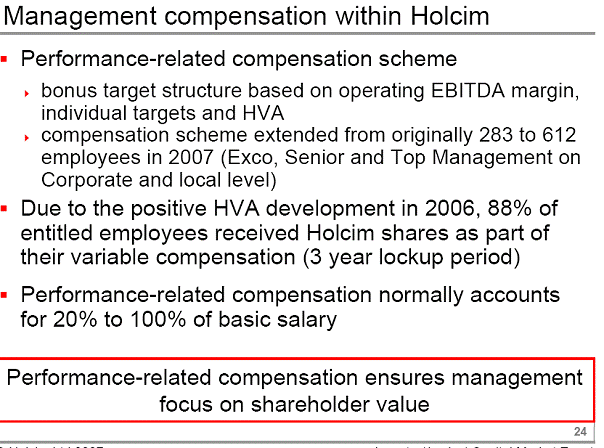 Management compensation within Holcim
Performance-related compensation scheme
bonus target structure based on operating EBITDA margin,
individual targets and HVA
compensation scheme extended from originally 283 to 612
employees in 2007 (Exco, Senior and Top Management on
Corporate and local level)
Due to the positive HVA development in 2006, 88% of
entitled employees received Holcim shares as part of
their variable compensation (3 year lockup period)
Performance-related compensation normally accounts
for 20% to 100% of basic salary
Performance-related compensation ensures management
focus on shareholder value
24